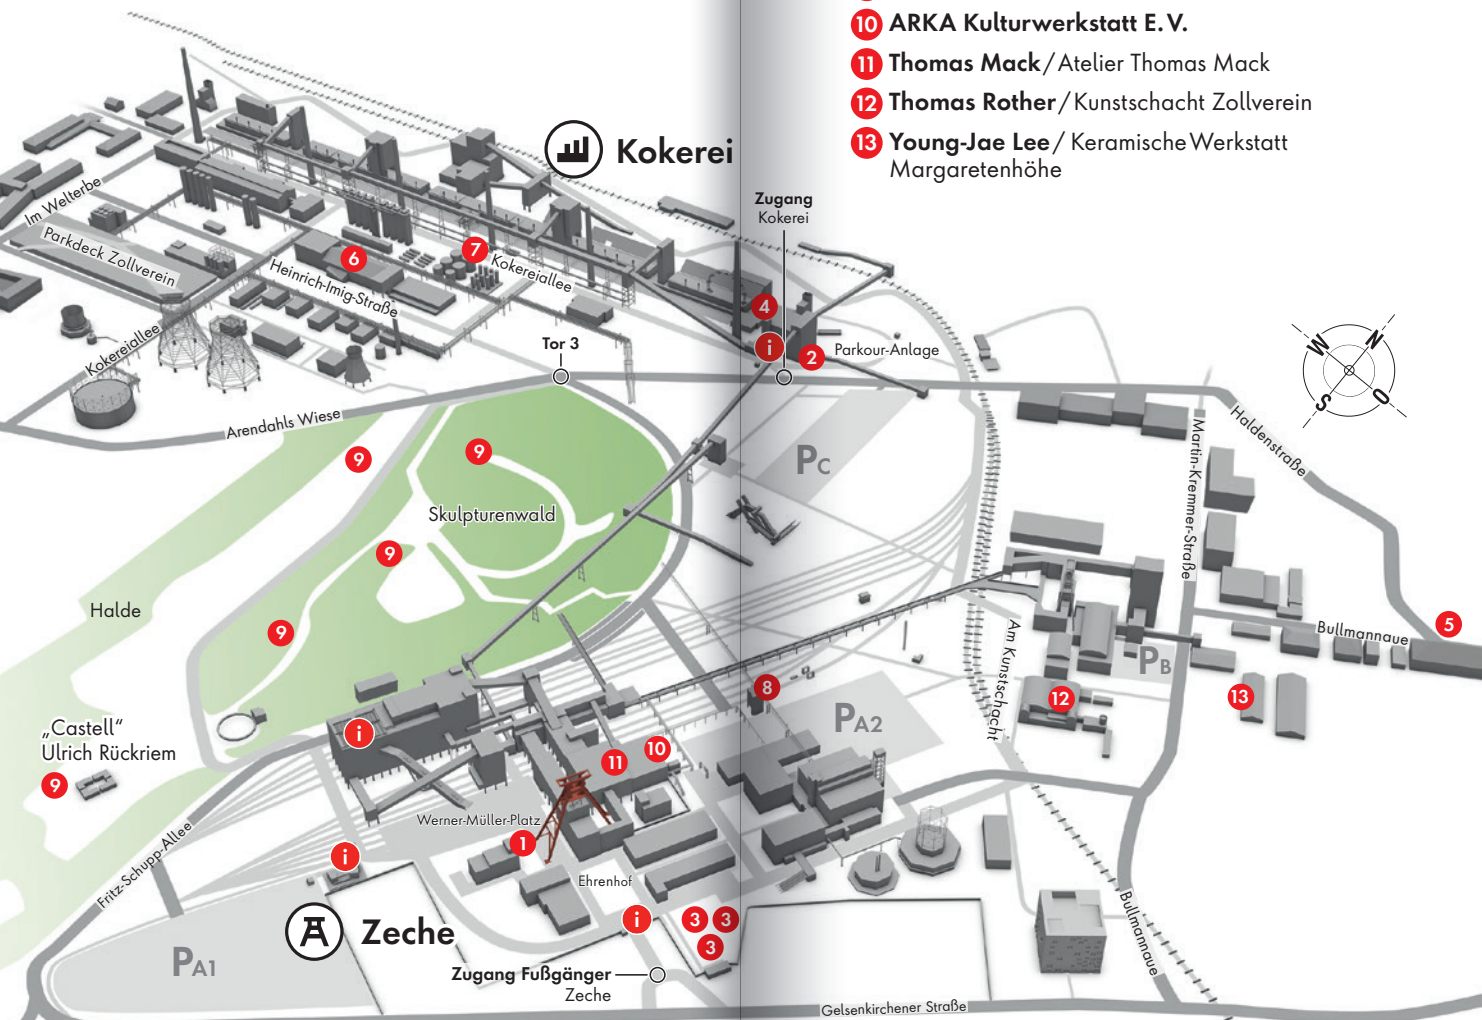 10 ARKA Kulturwerkstatt E.V.
11 Thomas Mack/Atelier Thomas Mack
12 Thomas Rother/Kunstschacht Zollverein
13 Young-Jae Lee/Keramische Werkstatt
Margaretenhöhe
Kokerei
Zugang
Kokerei
Im Welterbe
Parkdeck Zollverein
6
7
Kokereiallee
Heinrich-Imig-Straße
4
i
2
Parkour-Anlage
Kokereiallee
Tor 3
W
N
S
O
Arendahls Wiese
Haldenstraße
Martin-Kremmer-Straße
9
9
PC
Skulpturenwald
9
Halde
9
Am Kunstschacht
Bullmannaue
5
PB
8
12
13
„Castell“
Ulrich Rückriem
9
i
PA2
11
10
Werner-Müller-Platz
1
i
Fritz-Schupp-Allee
Ehrenhof
Zeche
i
3
3
3
PA1
Bullmannaue
Zugang Fußgänger
Zeche
Gelsenkirchener Straße